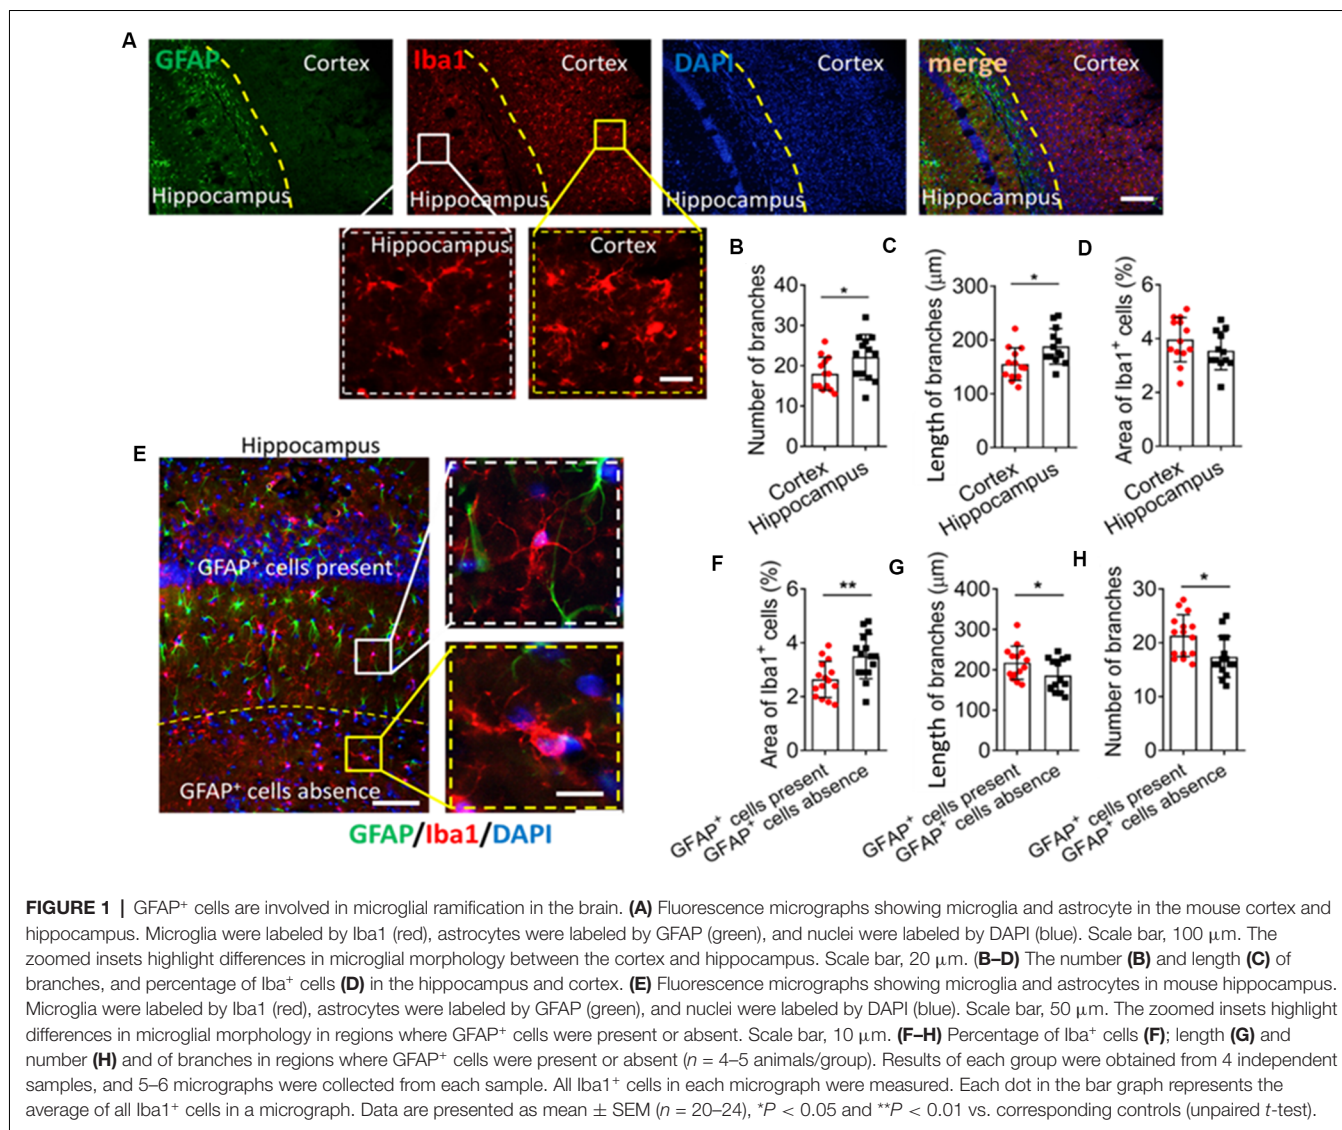 A
GFAP
Cortex
Hippocampus
Iba1
Cortex
Hippocampus
DAPI
Cortex
Hippocampus
merge
Cortex
Hippocampus
Hippocampus
Cortex
B
Number of branches
40
30
20
10
0
*
Cortex
Hippocampus
C
Length of branches (μm)
300
200
100
0
*
Cortex
Hippocampus
D
Area of Iba1⁺ cells (%)
6
4
2
0
Cortex
Hippocampus
E
Hippocampus
GFAP⁺ cells present
GFAP⁺ cells absence
GFAP/Iba1/DAPI
F
Area of Iba1⁺ cells (%)
6
4
2
0
**
GFAP⁺ cells present
GFAP⁺ cells absence
G
Length of branches (μm)
400
300
200
100
0
*
GFAP⁺ cells present
GFAP⁺ cells absence
H
Number of branches
30
20
10
0
*
GFAP⁺ cells present
GFAP⁺ cells absence
FIGURE 1 | GFAP⁺ cells are involved in microglial ramification in the brain. (A) Fluorescence micrographs showing microglia and astrocyte in the mouse cortex and
hippocampus. Microglia were labeled by Iba1 (red), astrocytes were labeled by GFAP (green), and nuclei were labeled by DAPI (blue). Scale bar, 100 μm. The
zoomed insets highlight differences in microglial morphology between the cortex and hippocampus. Scale bar, 20 μm. (B–D) The number (B) and length (C) of
branches, and percentage of Iba⁺ cells (D) in the hippocampus and cortex. (E) Fluorescence micrographs showing microglia and astrocytes in mouse hippocampus.
Microglia were labeled by Iba1 (red), astrocytes were labeled by GFAP (green), and nuclei were labeled by DAPI (blue). Scale bar, 50 μm. The zoomed insets highlight
differences in microglial morphology in regions where GFAP⁺ cells were present or absent. Scale bar, 10 μm. (F–H) Percentage of Iba⁺ cells (F); length (G) and
number (H) and of branches in regions where GFAP⁺ cells were present or absent (n = 4–5 animals/group). Results of each group were obtained from 4 independent
samples, and 5–6 micrographs were collected from each sample. All Iba1⁺ cells in each micrograph were measured. Each dot in the bar graph represents the
average of all Iba1⁺ cells in a micrograph. Data are presented as mean ± SEM (n = 20–24), *P < 0.05 and **P < 0.01 vs. corresponding controls (unpaired t-test).